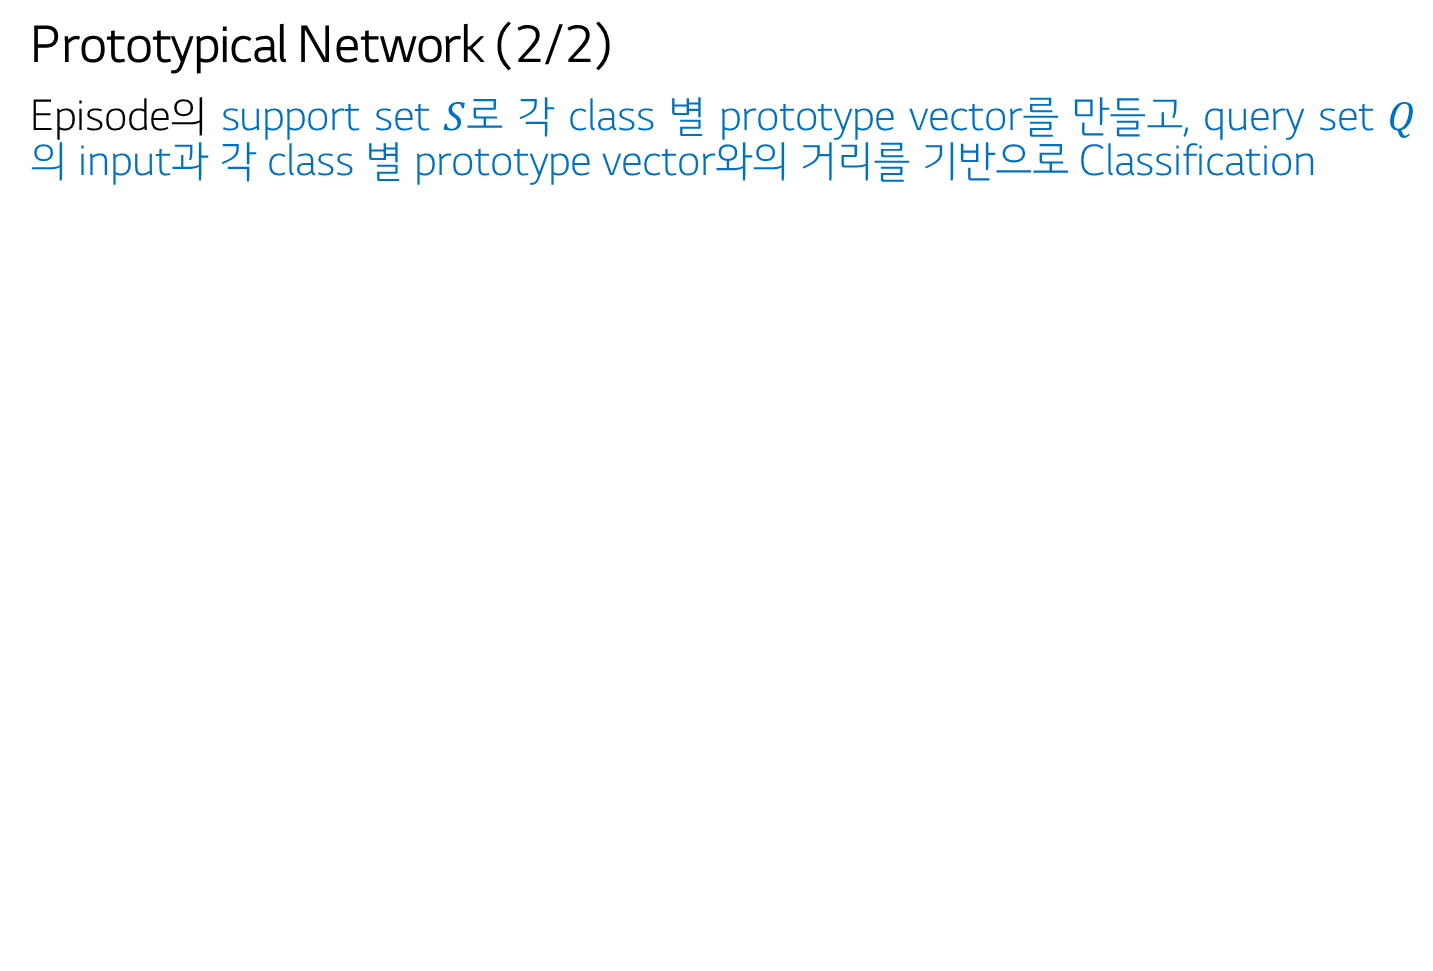 Prototypical Network (2/2)
Episode의 support set S로 각 class 별 prototype vector를 만들고, query set Q
의 input과 각 class 별 prototype vector와의 거리를 기반으로 Classification